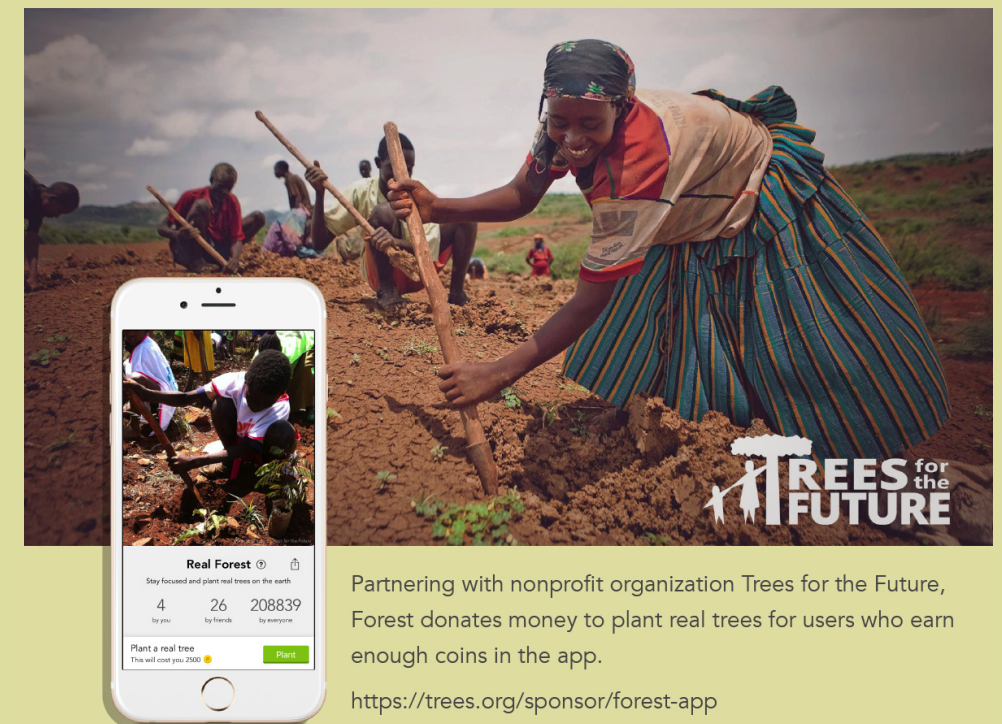 TREES for the
FUTURE
Real Forest
Stay focused and plant real trees on the earth
4 26 208839
by you by friends by everyone
Plant a real tree
This will cost you 2500
Plant
Partnering with nonprofit organization Trees for the Future,
Forest donates money to plant real trees for users who earn
enough coins in the app.
https://trees.org/sponsor/forest-app